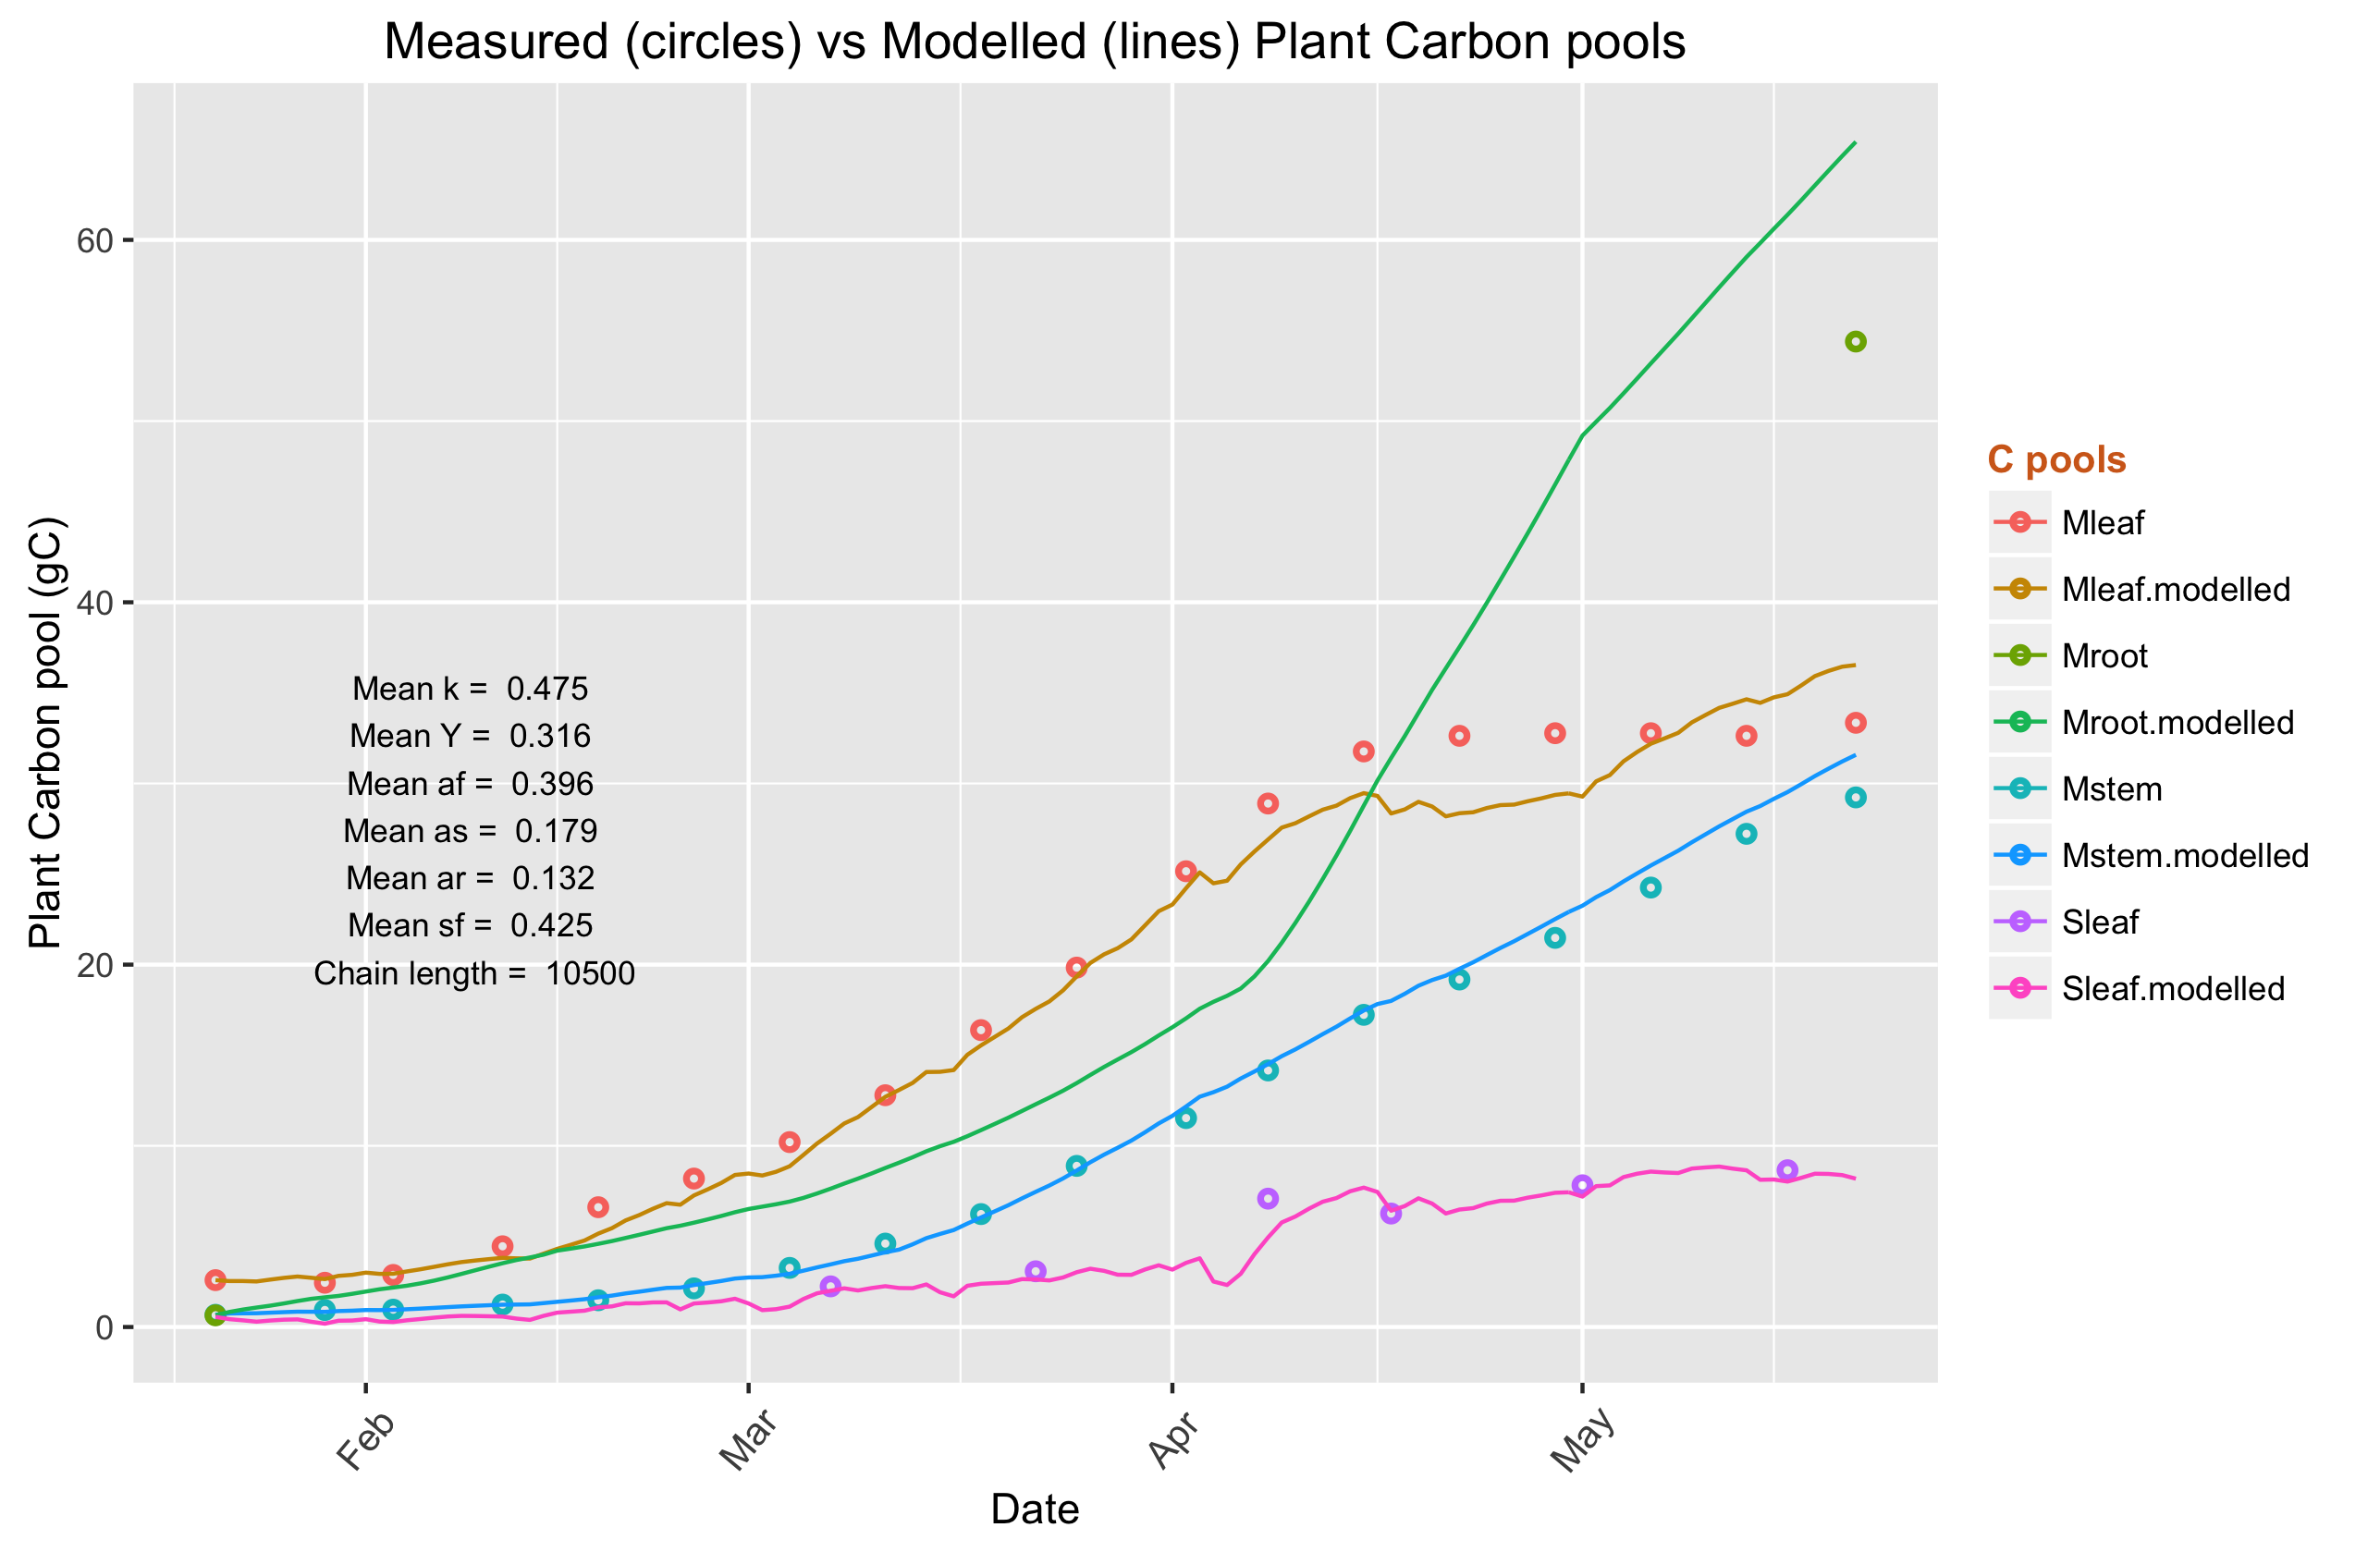 Measured (circles) vs Modelled (lines) Plant Carbon pools
Plant Carbon pool (gC)
60
40
20
0
Mean k = 0.475
Mean Y = 0.316
Mean af = 0.396
Mean as = 0.179
Mean ar = 0.132
Mean sf = 0.425
Chain length = 10500
Feb
Mar
Apr
May
Date
C pools
Mleaf
Mleaf.modelled
Mroot
Mroot.modelled
Mstem
Mstem.modelled
Sleaf
Sleaf.modelled